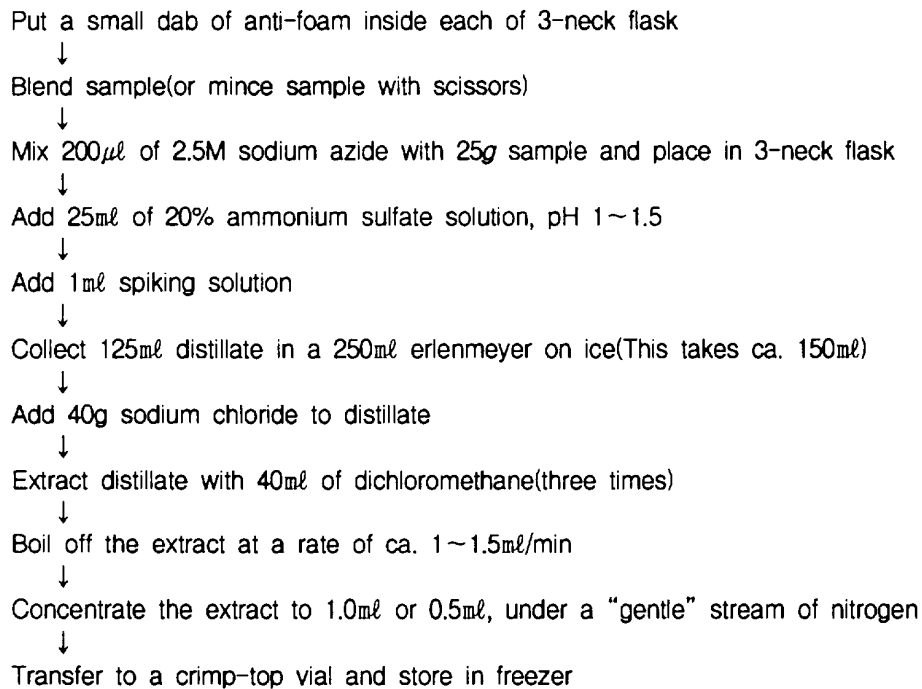 Put a small dab of anti-foam inside each of 3-neck flask
↓
Blend sample(or mince sample with scissors)
↓
Mix 200㎕ of 2.5M sodium azide with 25g sample and place in 3-neck flask
↓
Add 25㎖ of 20% ammonium sulfate solution, pH 1~1.5
↓
Add 1㎖ spiking solution
↓
Collect 125㎖ distillate in a 250㎖ erlenmeyer on ice(This takes ca. 150㎖)
↓
Add 40g sodium chloride to distillate
↓
Extract distillate with 40㎖ of dichloromethane(three times)
↓
Boil off the extract at a rate of ca. 1~1.5㎖/min
↓
Concentrate the extract to 1.0㎖ or 0.5㎖, under a “gentle” stream of nitrogen
↓
Transfer to a crimp-top vial and store in freezer